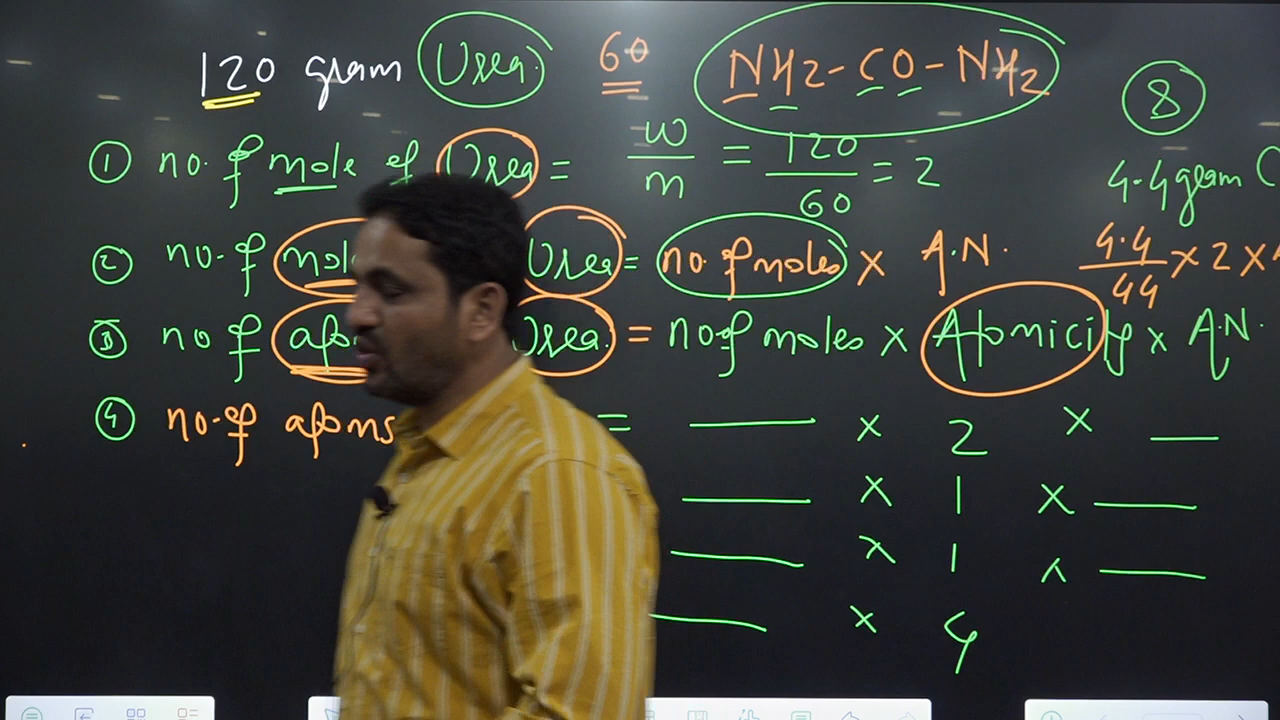 120 gram Urea 60 NH2-CO-NH2
① no. of mole of Urea = w/m = 120/60 = 2
② no. of mol Urea = no. of moles × A.N.
③ no of ato Urea. = no of moles × Atomicity × A.N.
④ no. of atoms = —— × 2 × ——
—— × 1 × ——
—— × 1 × ——
—— × 4
⑧
4.4 gram C
4.4/44 × 2 ×